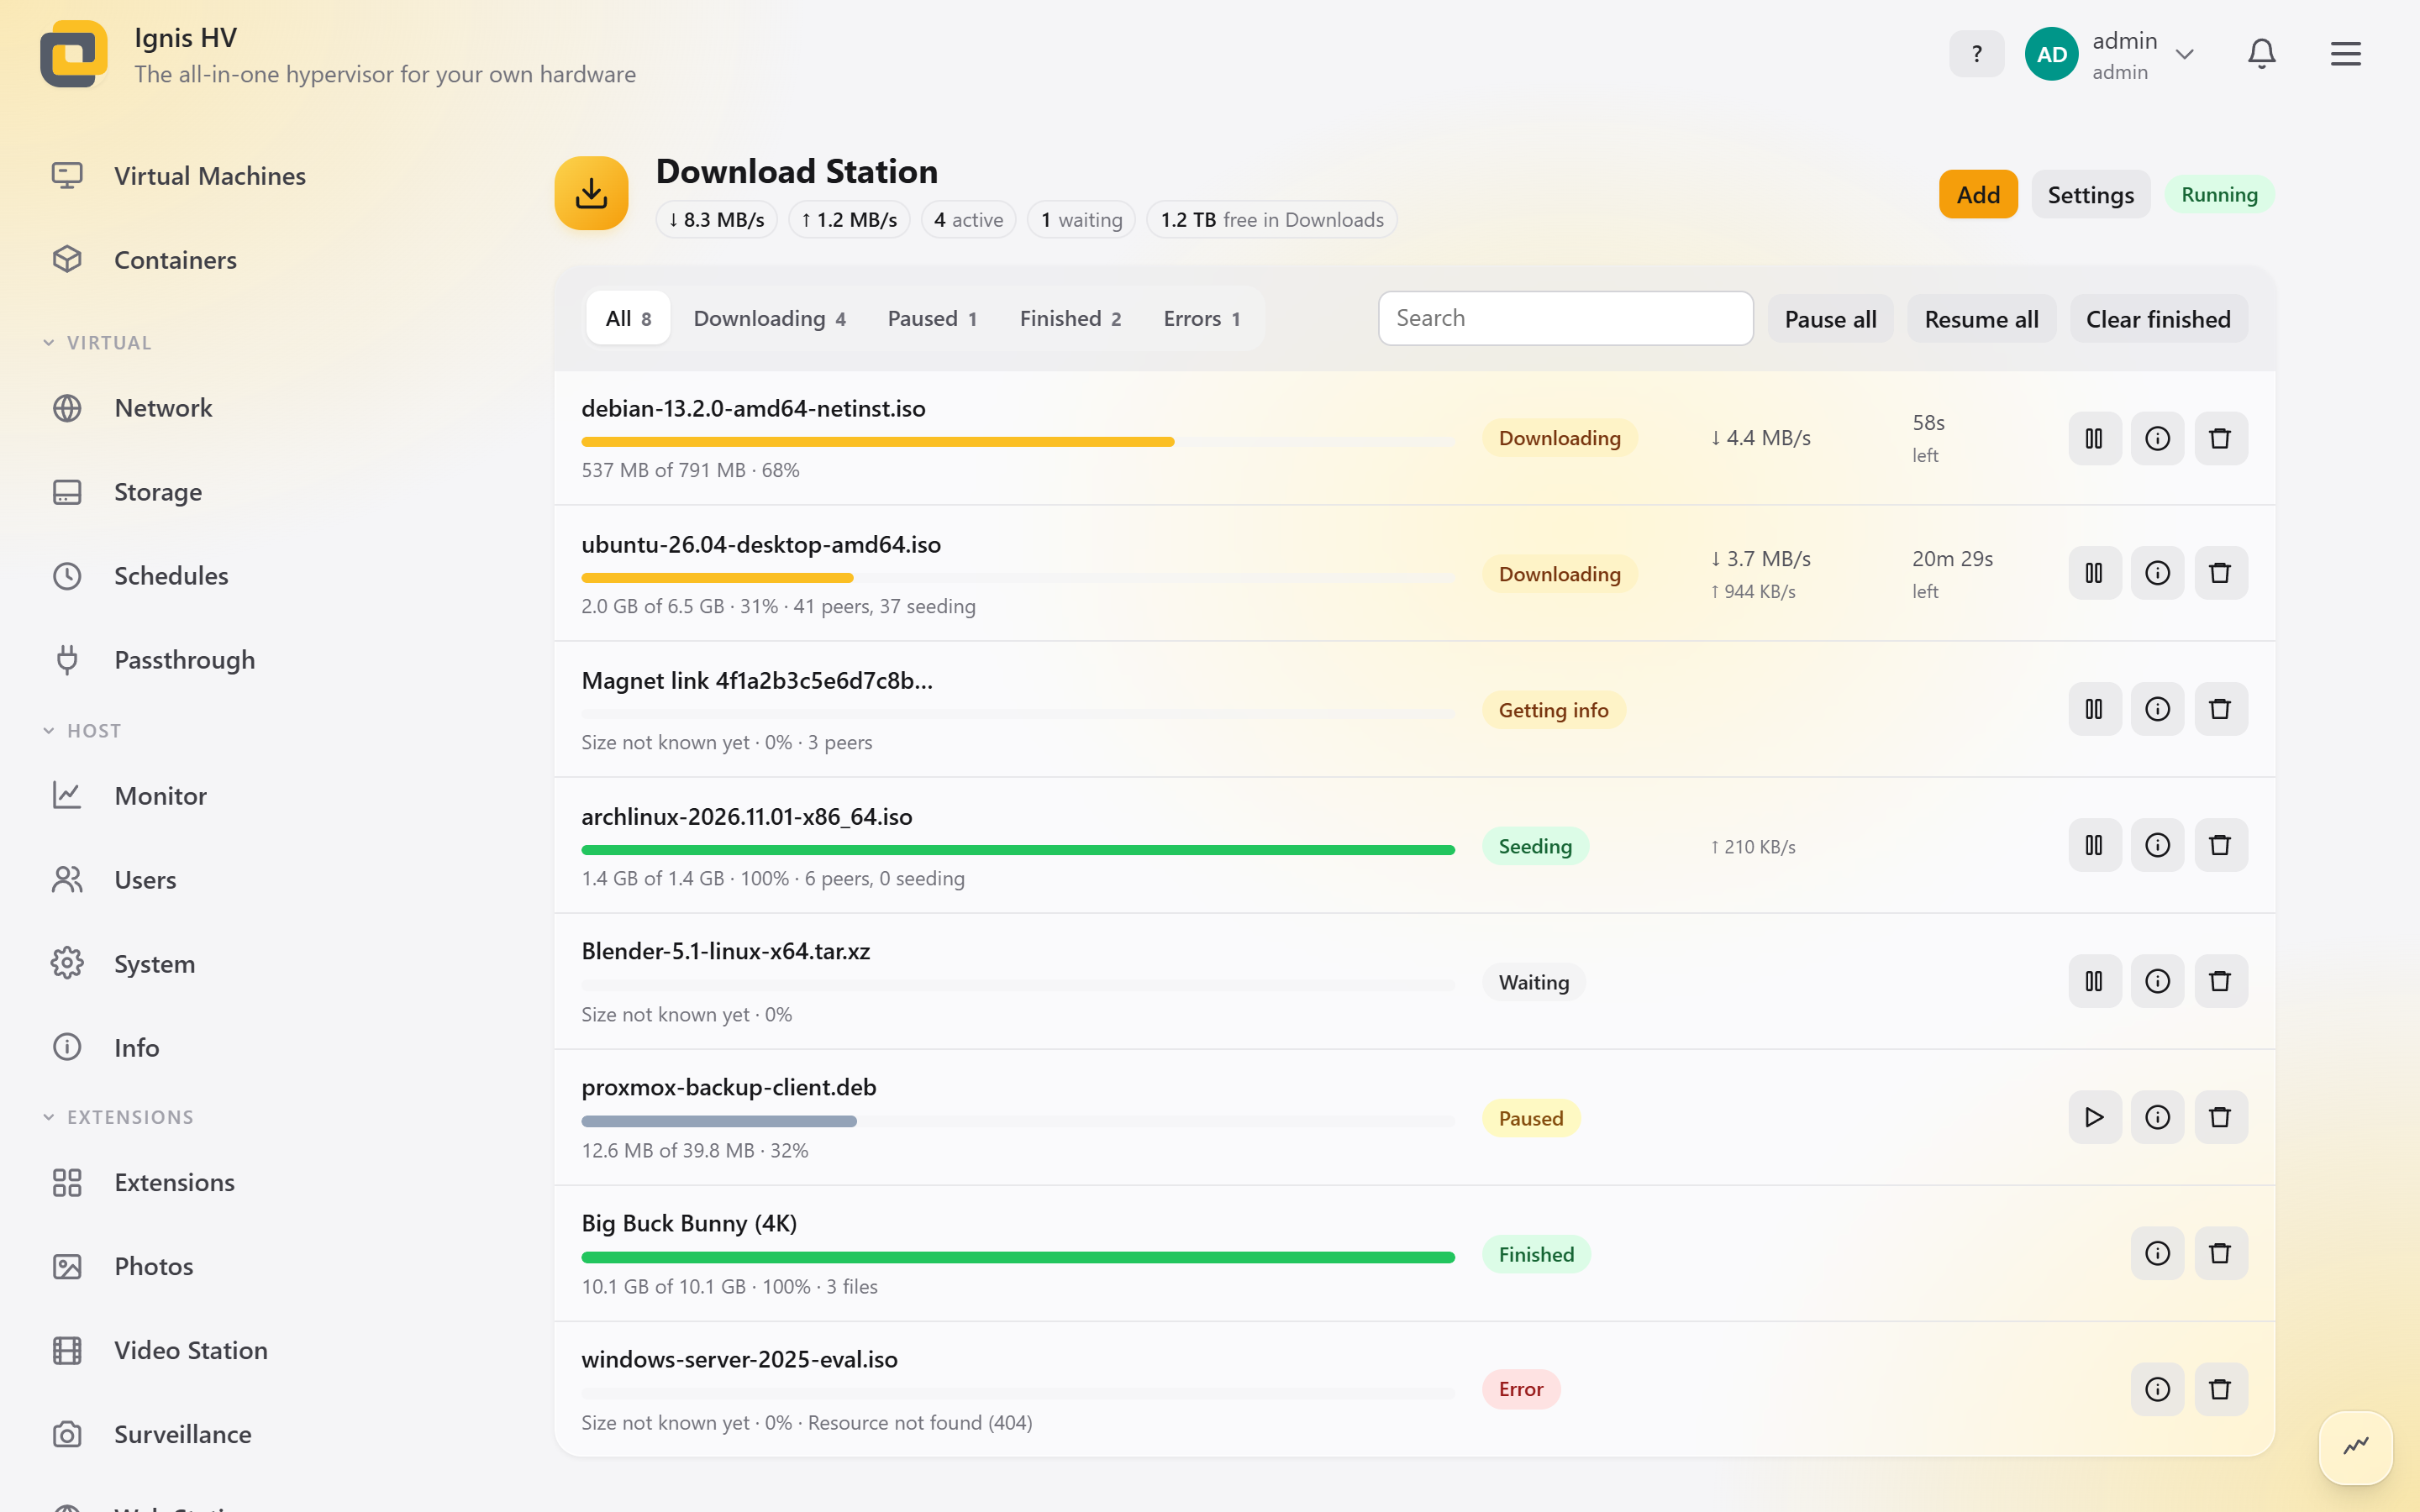 Ignis HV
The all-in-one hypervisor for your own hardware
?
AD
admin
admin
Virtual Machines
Containers
VIRTUAL
Network
Storage
Schedules
Passthrough
HOST
Monitor
Users
System
Info
EXTENSIONS
Extensions
Photos
Video Station
Surveillance
Download Station
↓ 8.3 MB/s
↑ 1.2 MB/s
4 active
1 waiting
1.2 TB free in Downloads
Add
Settings
Running
All 8
Downloading 4
Paused 1
Finished 2
Errors 1
Search
Pause all
Resume all
Clear finished
debian-13.2.0-amd64-netinst.iso
537 MB of 791 MB · 68%
Downloading
↓ 4.4 MB/s
58s
left
ubuntu-26.04-desktop-amd64.iso
2.0 GB of 6.5 GB · 31% · 41 peers, 37 seeding
Downloading
↓ 3.7 MB/s
↑ 944 KB/s
20m 29s
left
Magnet link 4f1a2b3c5e6d7c8b...
Size not known yet · 0% · 3 peers
Getting info
archlinux-2026.11.01-x86_64.iso
1.4 GB of 1.4 GB · 100% · 6 peers, 0 seeding
Seeding
↑ 210 KB/s
Blender-5.1-linux-x64.tar.xz
Size not known yet · 0%
Waiting
proxmox-backup-client.deb
12.6 MB of 39.8 MB · 32%
Paused
Big Buck Bunny (4K)
10.1 GB of 10.1 GB · 100% · 3 files
Finished
windows-server-2025-eval.iso
Size not known yet · 0% · Resource not found (404)
Error